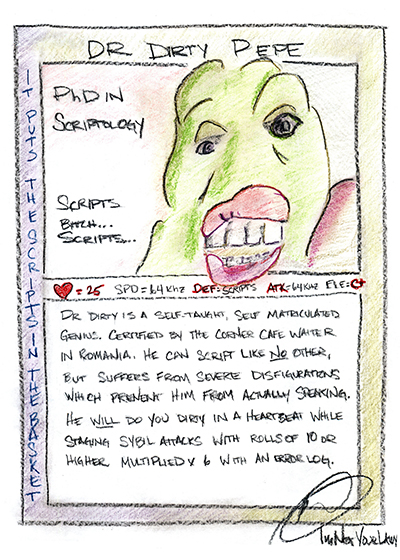 DR DIRTY PEPE
IT PUTS THE SCRIPTS IN THE BASKET
PhD IN
SCRIPTOLOGY
SCRIPTS
BITCH...
SCRIPTS...
= 25 SPD = 64khz DEF: SCRIPTS ATK- 64khz ELE: C+
DR DIRTY IS A SELF-TAUGHT, SELF MATRICULATED
GENIUS. CERTIFIED BY THE CORNER CAFE WAITER
IN ROMANIA. HE CAN SCRIPT LIKE NO OTHER,
BUT SUFFERS FROM SEVERE DISFIGURATIONS
WHICH PREVENT HIM FROM ACTUALLY SPEAKING.
HE WILL DO YOU DIRTY IN A HEARTBEAT WHILE
STAGING SYBIL ATTACKS WITH ROLLS OF 10 OR
HIGHER MULTIPLIED x 6 WITH AN ERROR LOG.